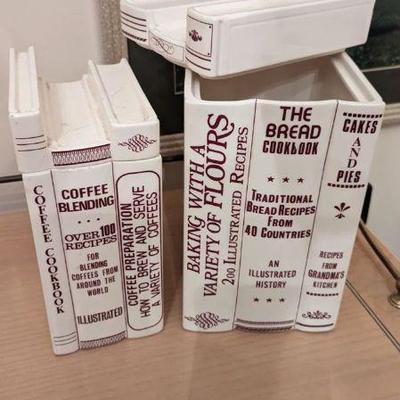 COFFEE COOKBOOK
COFFEE
BLENDING
OVER 100
RECIPES
FOR
BLENDING
COFFEES FROM
AROUND THE
WORLD
ILLUSTRATED
COFFEE PREPARATION
HOW TO BREW AND SERVE
A VARIETY OF COFFEES
BAKING WITH A
VARIETY OF FLOURS
200 ILLUSTRATED RECIPES
THE
BREAD
COOKBOOK
TRADITIONAL
BREAD RECIPES
FROM
40 COUNTRIES
AN
ILLUSTRATED
HISTORY
CAKES
AND
PIES
RECIPES
FROM
GRANDMA'S
KITCHEN